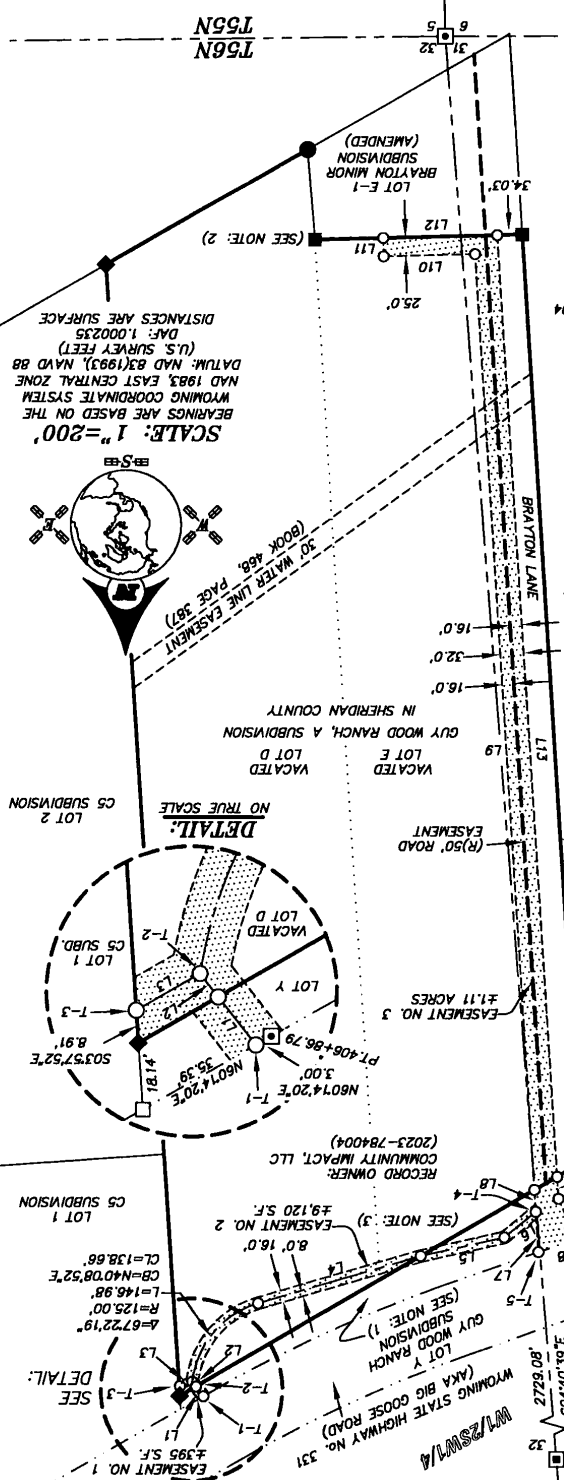 32
2729.08'
W1/2SW1/4
WYOMING STATE HIGHWAY No. 331
(AKA BIG GOOSE ROAD)
LOT Y
GUY WOOD RANCH
SUBDIVISION
(SEE NOTE: 1)
EASEMENT NO. 1
±395 S.F.
T-1
T-2
T-3
L1
L2
L3
SEE
DETAIL:
Δ=67°22'19"
R=125.00'
L=146.98'
CB=N40°08'52"E
CL=138.66'
T-5
L7
L6
L5
L4
8.0'
16.0'
EASEMENT NO. 2
±9,120 S.F.
(SEE NOTE: 3)
T-4
L8
8
LOT 1
C5 SUBDIVISION
RECORD OWNER:
COMMUNITY IMPACT, LLC
(2023-784004)
18.14'
N60°14'20"E
35.39'
N60°14'20"E
3.00'
PT.406+86.79
T-1
L1
LOT Y
S03°57'52"E
8.91'
T-3
L2
L3
T-2
LOT 1
C5 SUBD.
VACATED
LOT D
DETAIL:
NO TRUE SCALE
EASEMENT NO. 3
±1.11 ACRES
(R)50' ROAD
EASEMENT
L9
L13
VACATED
LOT E
VACATED
LOT D
GUY WOOD RANCH, A SUBDIVISION
IN SHERIDAN COUNTY
LOT 2
C5 SUBDIVISION
16.0'
32.0'
16.0'
BRAYTON LANE
30' WATER LINE EASEMENT
(BOOK 468, PAGE 387)
N
W
E
S
SCALE: 1"=200'
BEARINGS ARE BASED ON THE
WYOMING COORDINATE SYSTEM
NAD 1983, EAST CENTRAL ZONE
DATUM: NAD 83(1993), NAVD 88
(U.S. SURVEY FEET)
DAF: 1.000235
DISTANCES ARE SURFACE
25.0'
L10
L11
L12
34.03'
(SEE NOTE: 2)
LOT E-1
BRAYTON MINOR
SUBDIVISION
(AMENDED)
31
32
6
5
T56N
T55N